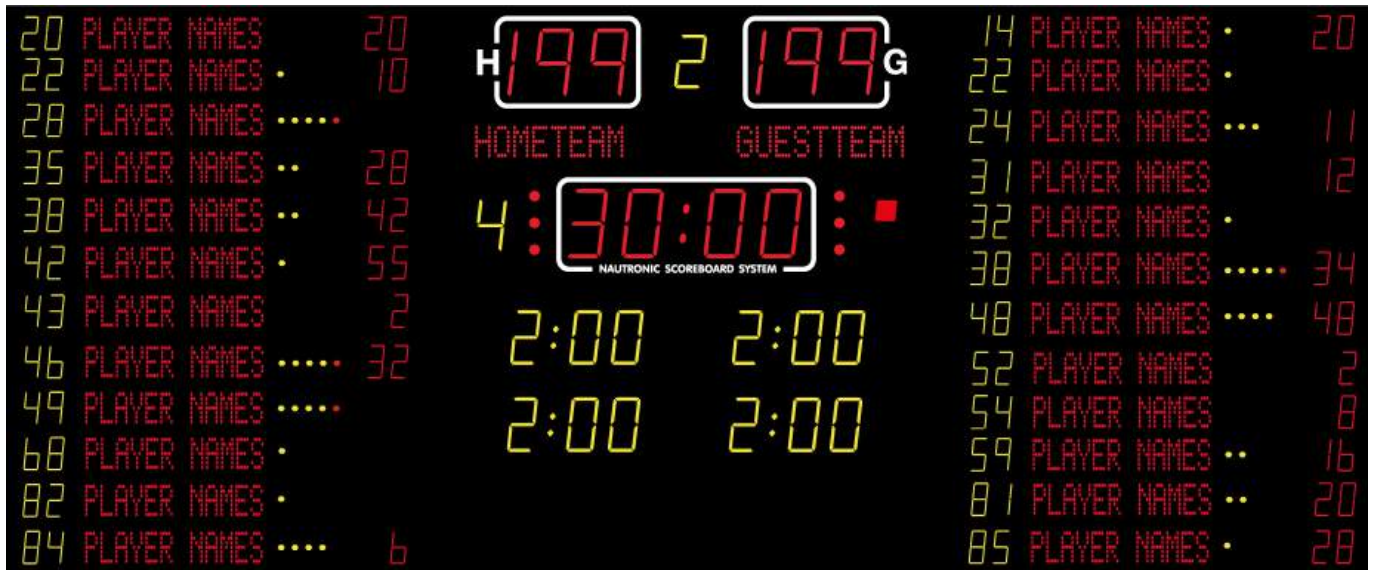 20 PLAYER NAMES 20
22 PLAYER NAMES 10
28 PLAYER NAMES
35 PLAYER NAMES 28
38 PLAYER NAMES 42
42 PLAYER NAMES 55
43 PLAYER NAMES 2
46 PLAYER NAMES 32
49 PLAYER NAMES
68 PLAYER NAMES
82 PLAYER NAMES
84 PLAYER NAMES 6
H 199 2 199 G
HOMETEAM GUESTTEAM
4 30:00
NAUTRONIC SCOREBOARD SYSTEM
2:00 2:00
2:00 2:00
14 PLAYER NAMES 20
22 PLAYER NAMES
24 PLAYER NAMES 11
31 PLAYER NAMES 12
32 PLAYER NAMES
38 PLAYER NAMES 34
48 PLAYER NAMES 48
52 PLAYER NAMES 2
54 PLAYER NAMES 8
59 PLAYER NAMES 16
81 PLAYER NAMES 20
85 PLAYER NAMES 28